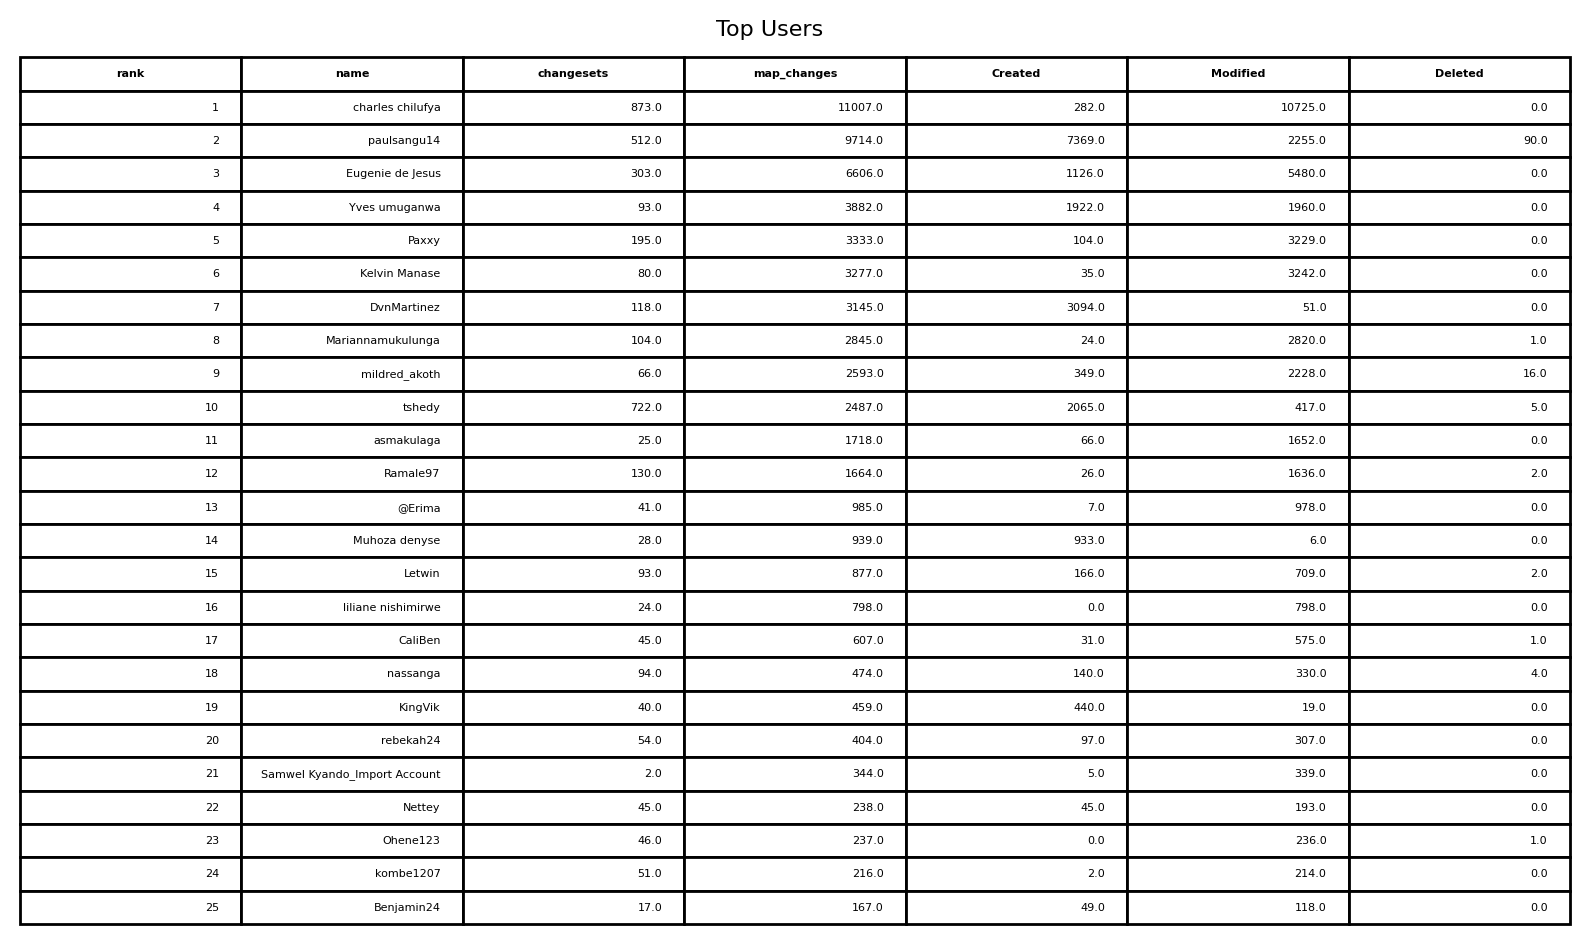 Top Users
rank name changesets map_changes Created Modified Deleted
1 charles chilufya 873.0 11007.0 282.0 10725.0 0.0
2 paulsangu14 512.0 9714.0 7369.0 2255.0 90.0
3 Eugenie de Jesus 303.0 6606.0 1126.0 5480.0 0.0
4 Yves umuganwa 93.0 3882.0 1922.0 1960.0 0.0
5 Paxxy 195.0 3333.0 104.0 3229.0 0.0
6 Kelvin Manase 80.0 3277.0 35.0 3242.0 0.0
7 DvnMartinez 118.0 3145.0 3094.0 51.0 0.0
8 Mariannamukulunga 104.0 2845.0 24.0 2820.0 1.0
9 mildred_akoth 66.0 2593.0 349.0 2228.0 16.0
10 tshedy 722.0 2487.0 2065.0 417.0 5.0
11 asmakulaga 25.0 1718.0 66.0 1652.0 0.0
12 Ramale97 130.0 1664.0 26.0 1636.0 2.0
13 @Erima 41.0 985.0 7.0 978.0 0.0
14 Muhoza denyse 28.0 939.0 933.0 6.0 0.0
15 Letwin 93.0 877.0 166.0 709.0 2.0
16 liliane nishimirwe 24.0 798.0 0.0 798.0 0.0
17 CaliBen 45.0 607.0 31.0 575.0 1.0
18 nassanga 94.0 474.0 140.0 330.0 4.0
19 KingVik 40.0 459.0 440.0 19.0 0.0
20 rebekah24 54.0 404.0 97.0 307.0 0.0
21 Samwel Kyando_Import Account 2.0 344.0 5.0 339.0 0.0
22 Nettey 45.0 238.0 45.0 193.0 0.0
23 Ohene123 46.0 237.0 0.0 236.0 1.0
24 kombe1207 51.0 216.0 2.0 214.0 0.0
25 Benjamin24 17.0 167.0 49.0 118.0 0.0